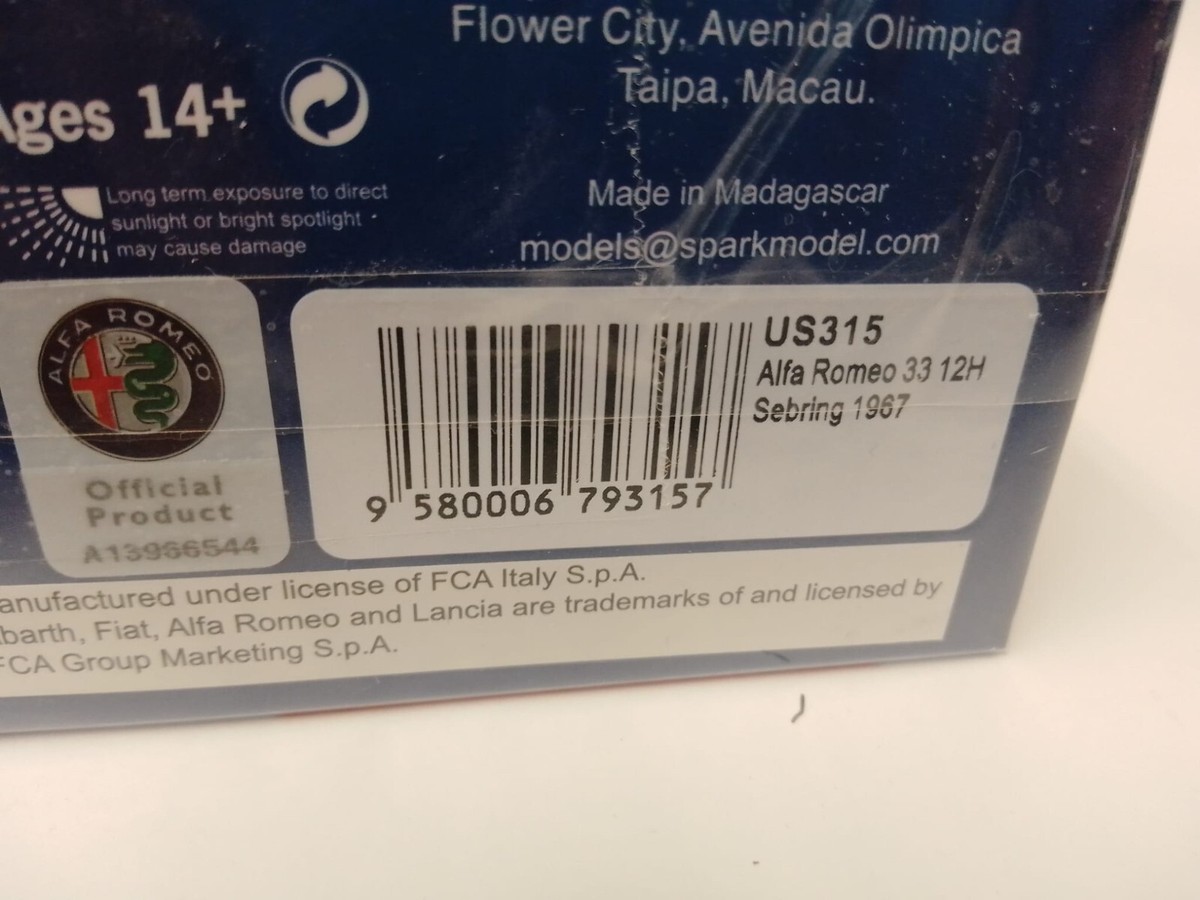 Flower City, Avenida Olimpica
Taipa, Macau.
Ages 14+
Long term exposure to direct
sunlight or bright spotlight
may cause damage
Made in Madagascar
models@sparkmodel.com
ALFA ROMEO
Official
Product
A13986544
US315
Alfa Romeo 33 12H
Sebring 1967
9 580006 793157
anufactured under license of FCA Italy S.p.A.
barth, Fiat, Alfa Romeo and Lancia are trademarks of and licensed by
FCA Group Marketing S.p.A.